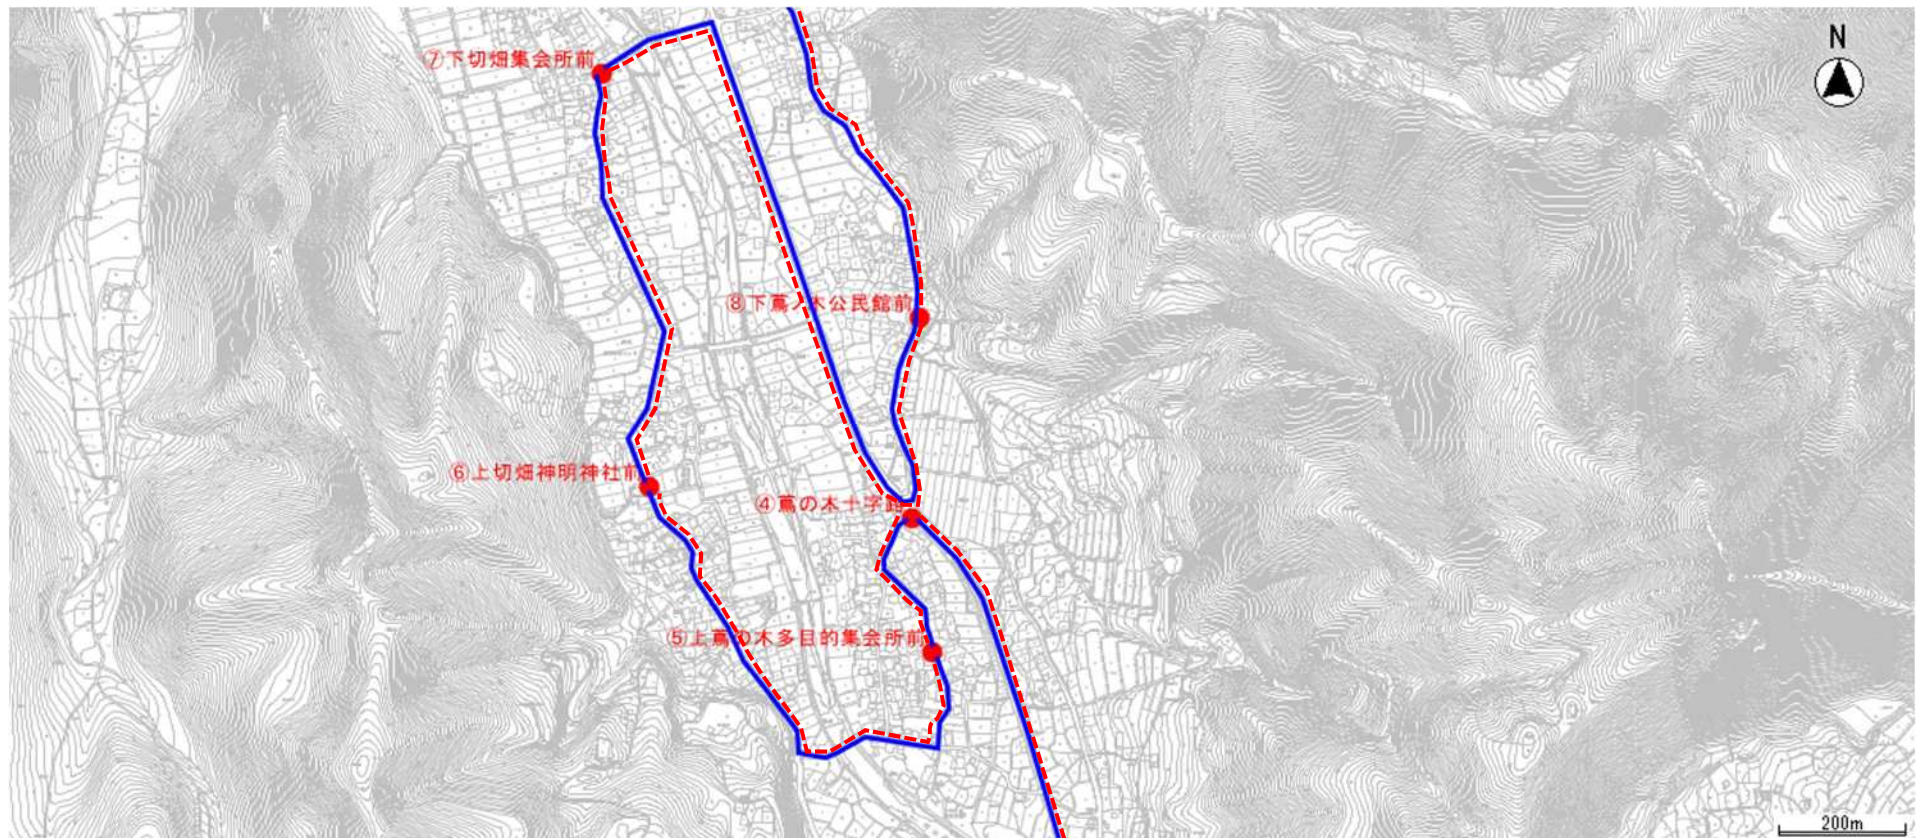 N
⑦下切畑集会所前
⑧下蔦ノ木公民館前
⑥上切畑神明神社前
④蔦の木十字路
⑤上蔦の木多目的集会所前
200m